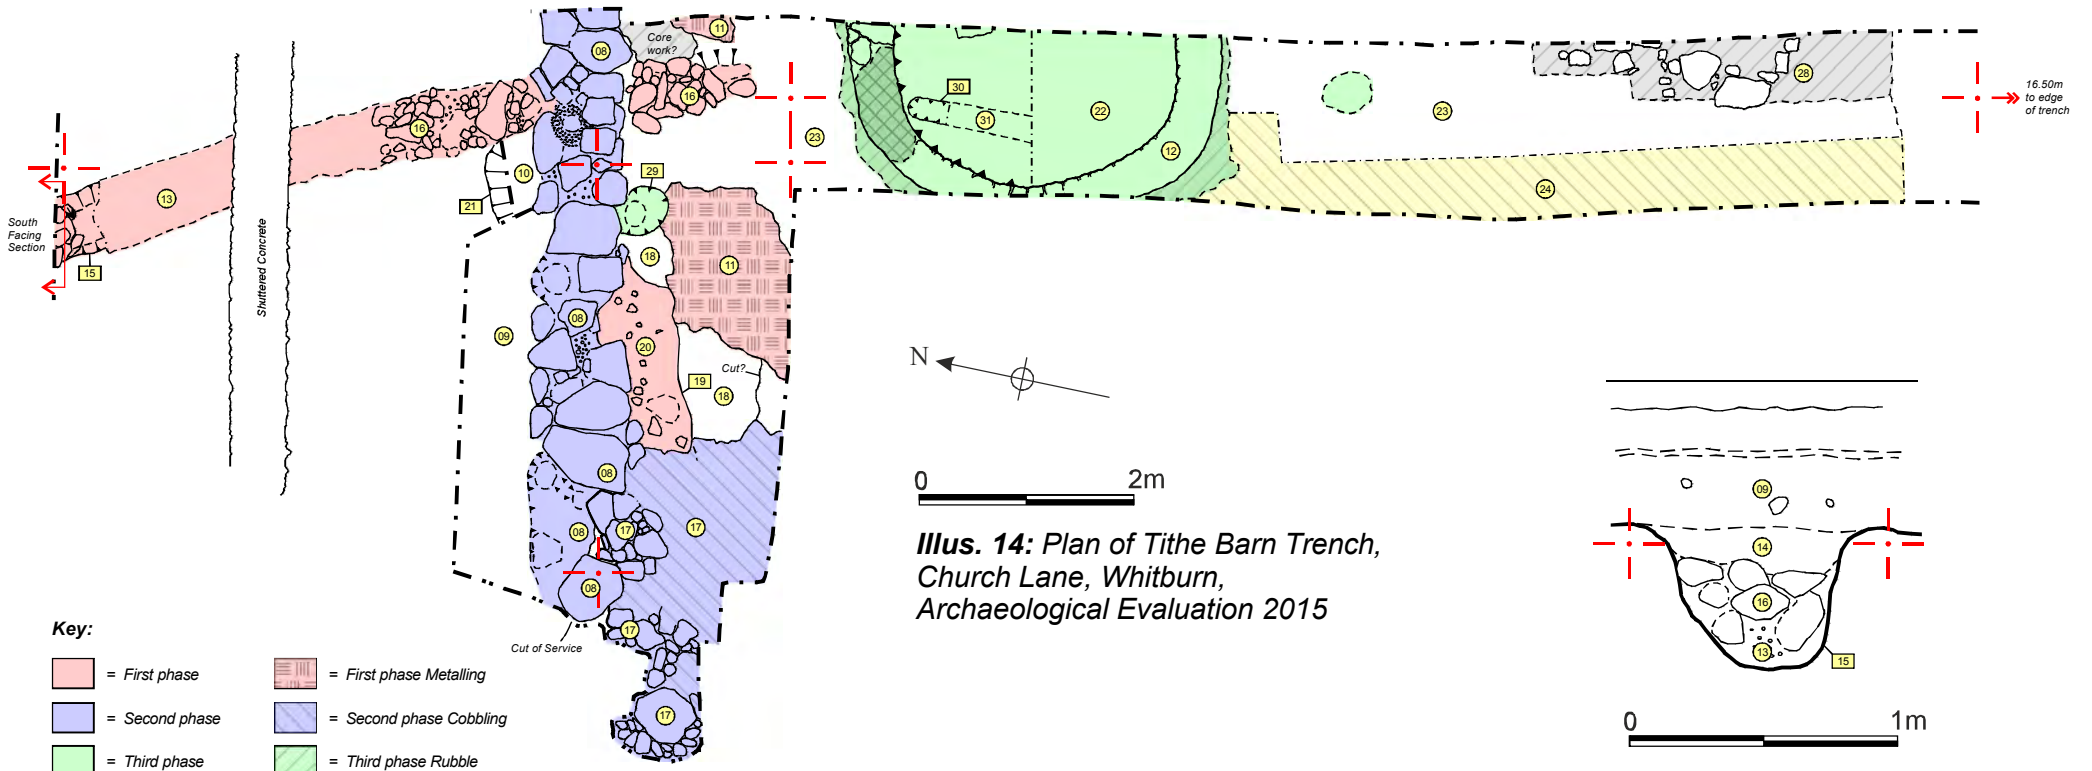 08
Core
work?
11
16
16
10
21
29
13
South
Facing
Section
15
Shuttered Concrete
18
11
09
08
20
19
Cut?
18
08
08
17
17
08
17
Cut of Service
17
23
30
31
22
12
23
28
24
16.50m
to edge
of trench
N
0 2m
Illus. 14: Plan of Tithe Barn Trench,
Church Lane, Whitburn,
Archaeological Evaluation 2015
09
14
16
13
15
0 1m
Key:
= First phase
= First phase Metalling
= Second phase
= Second phase Cobbling
= Third phase
= Third phase Rubble